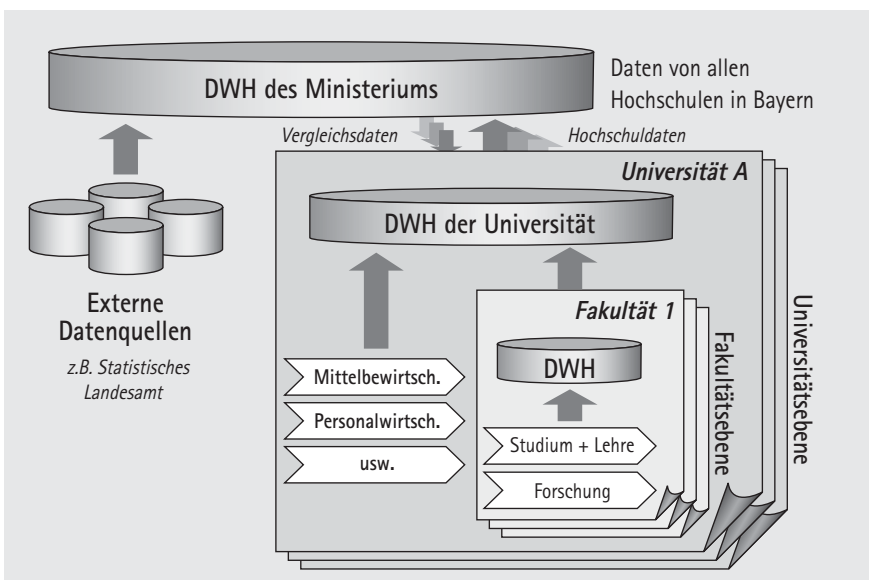 DWH des Ministeriums
Daten von allen
Hochschulen in Bayern
Vergleichsdaten
Hochschuldaten
Universität A
DWH der Universität
Externe
Datenquellen
z.B. Statistisches
Landesamt
Fakultät 1
DWH
Mittelbewirtsch.
Personalwirtsch.
usw.
Studium + Lehre
Forschung
Fakultätsebene
Universitätsebene